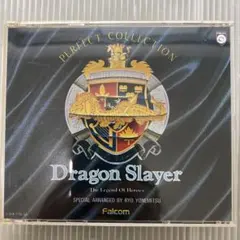 PERFECT COLLECTION
Dragon Slayer
The Legend Of Heroes
SPECIAL ARRANGED BY RYO YONEMITSU
Falcom